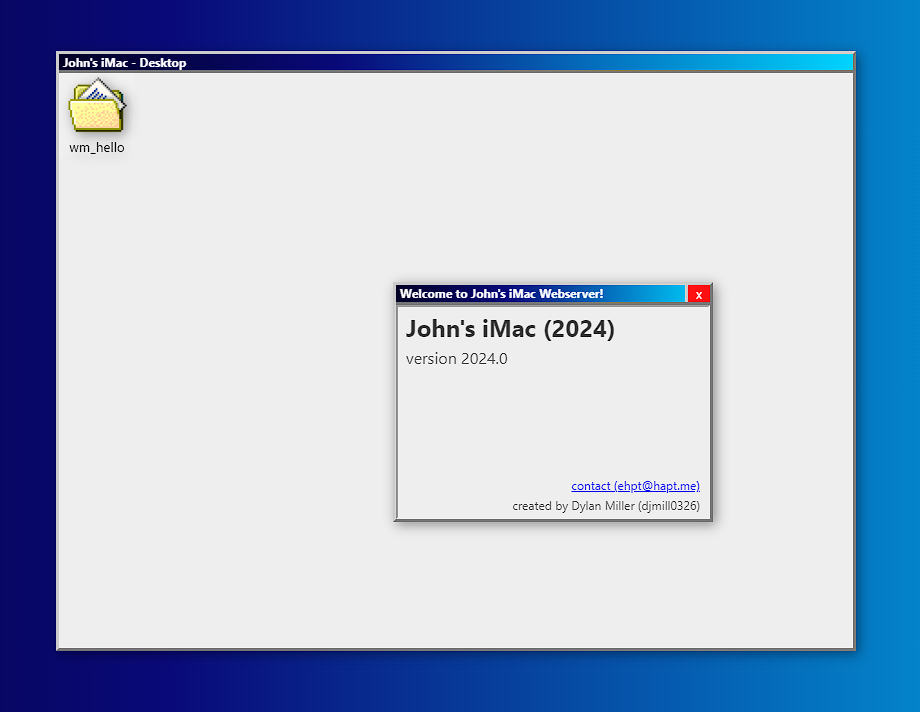 John's iMac - Desktop
wm_hello
Welcome to John's iMac Webserver!
x
John's iMac (2024)
version 2024.0
contact (ehpt@hapt.me)
created by Dylan Miller (djmill0326)